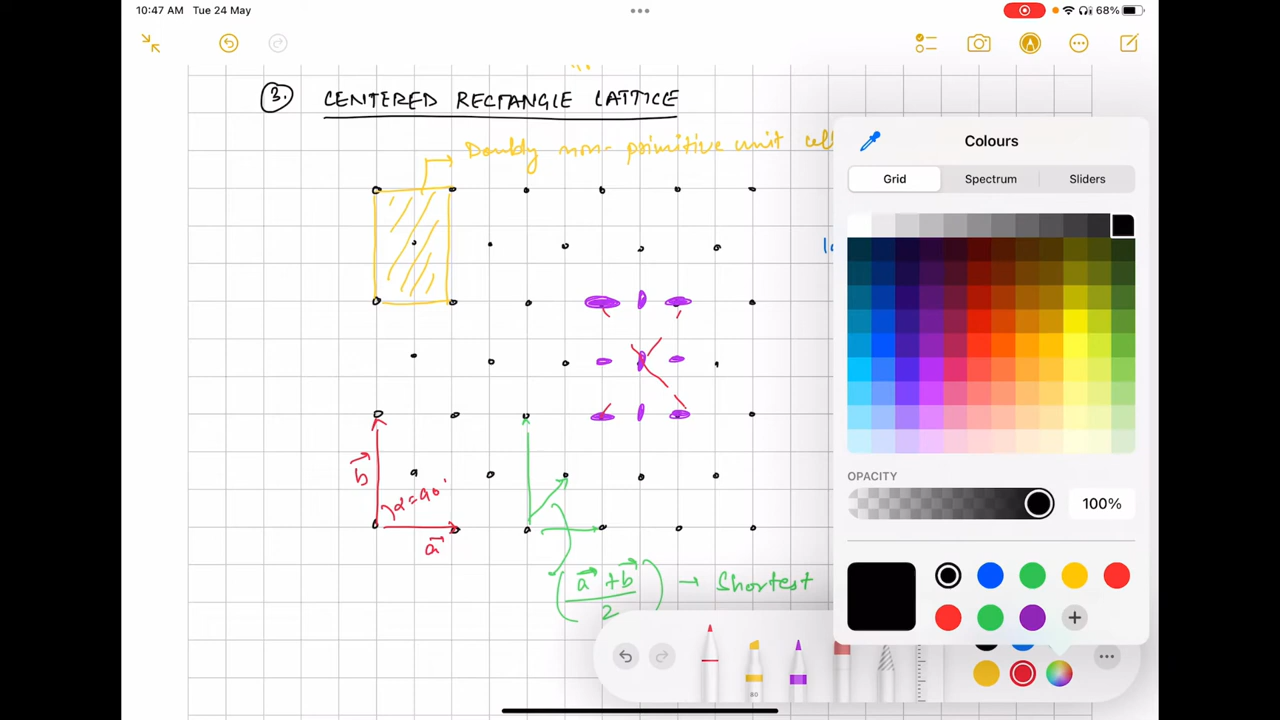 10:47 AM Tue 24 May
68%
3. CENTERED RECTANGLE LATTICE
Doubly non-primitive unit cell
Colours
Grid Spectrum Sliders
OPACITY
100%
b
α=90°
a
(a+b)/2 → Shortest
80